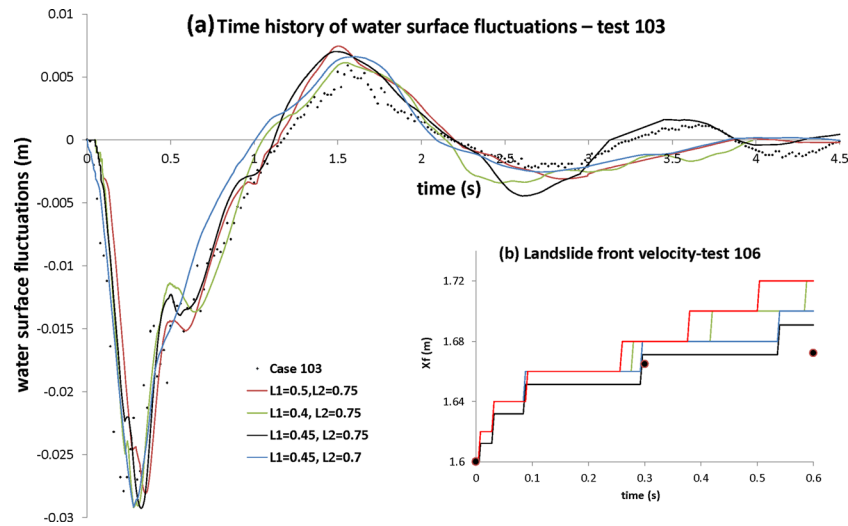 (a) Time history of water surface fluctuations – test 103
0.01
0.005
0
-0.005
-0.01
-0.015
-0.02
-0.025
-0.03
water surface fluctuations (m)
0.5
1
1.5
2
2.5
3
3.5
4
4.5
time (s)
Case 103
L1=0.5,L2=0.75
L1=0.4, L2=0.75
L1=0.45, L2=0.75
L1=0.45, L2=0.7
(b) Landslide front velocity-test 106
1.72
1.68
1.64
1.6
Xf (m)
0
0.1
0.2
0.3
0.4
0.5
0.6
time (s)